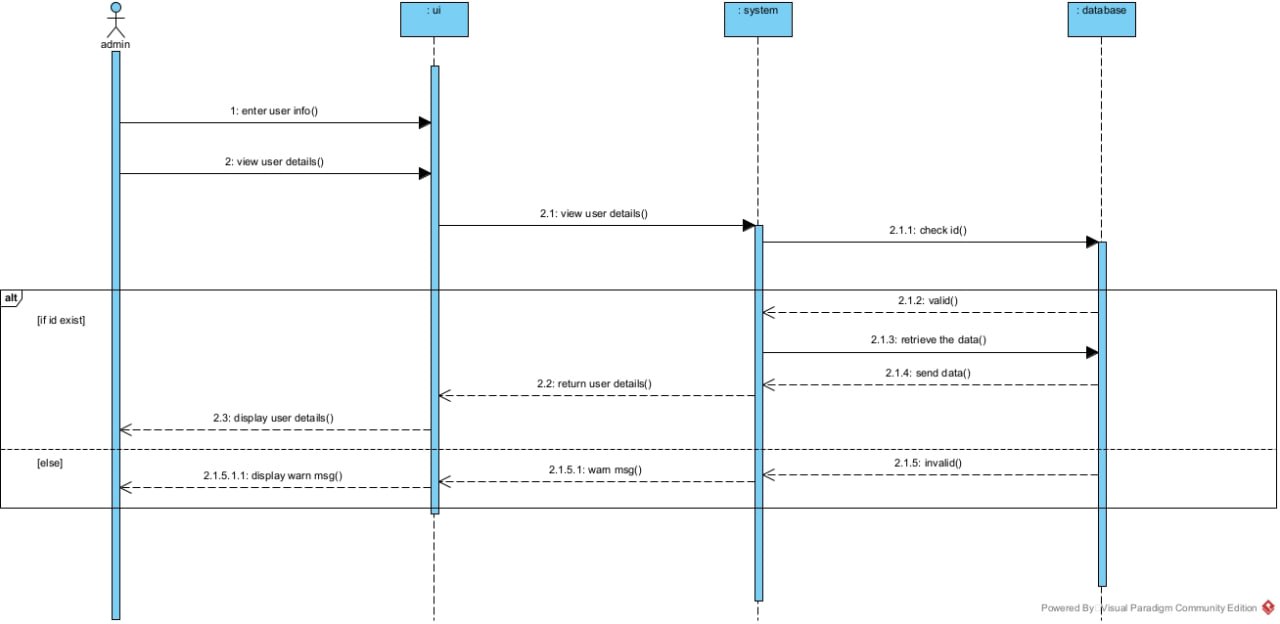 : ui
: system
: database
admin
1: enter user info()
2: view user details()
2.1: view user details()
2.1.1: check id()
alt
[if id exist]
2.1.2: valid()
2.1.3: retrieve the data()
2.1.4: send data()
2.2: return user details()
2.3: display user details()
[else]
2.1.5: invalid()
2.1.5.1: warn msg()
2.1.5.1.1: display warn msg()
Powered By: Visual Paradigm Community Edition